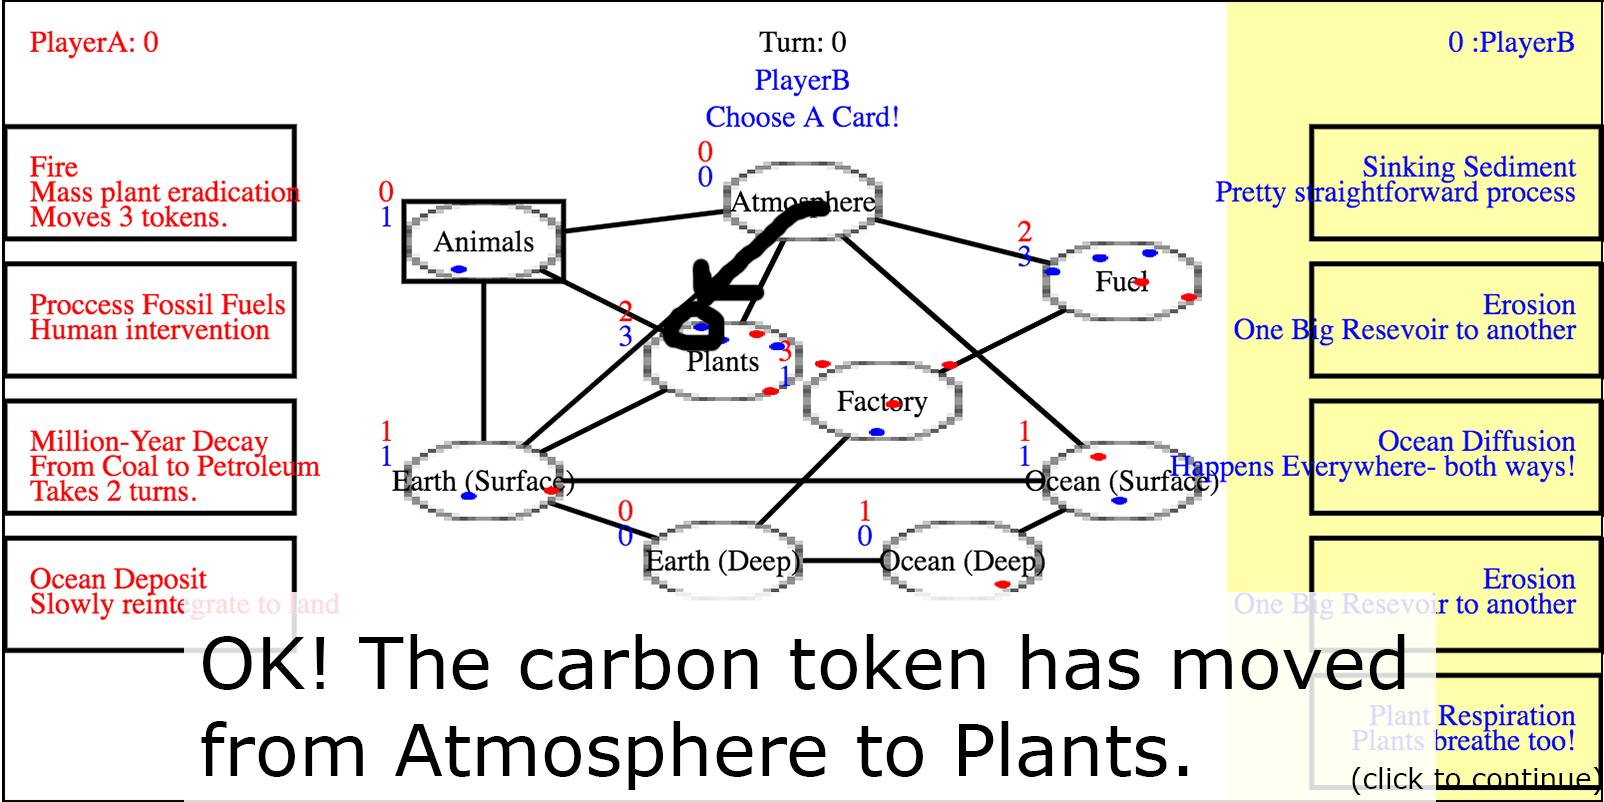 PlayerA: 0
Turn: 0
0 :PlayerB
PlayerB
Choose A Card!
Fire
Mass plant eradication
Moves 3 tokens.
Proccess Fossil Fuels
Human intervention
Million-Year Decay
From Coal to Petroleum
Takes 2 turns.
Ocean Deposit
Slowly reintegrate to land
0
0
Atmosphere
0
1
Animals
2
3
Fuel
2
3
Plants
3
1
Factory
1
1
Earth (Surface)
1
1
Ocean (Surface)
0
0
Earth (Deep)
1
0
Ocean (Deep)
Sinking Sediment
Pretty straightforward process
Erosion
One Big Resevoir to another
Ocean Diffusion
Happens Everywhere- both ways!
Erosion
One Big Resevoir to another
Plant Respiration
Plants breathe too!
OK! The carbon token has moved
from Atmosphere to Plants.
(click to continue)